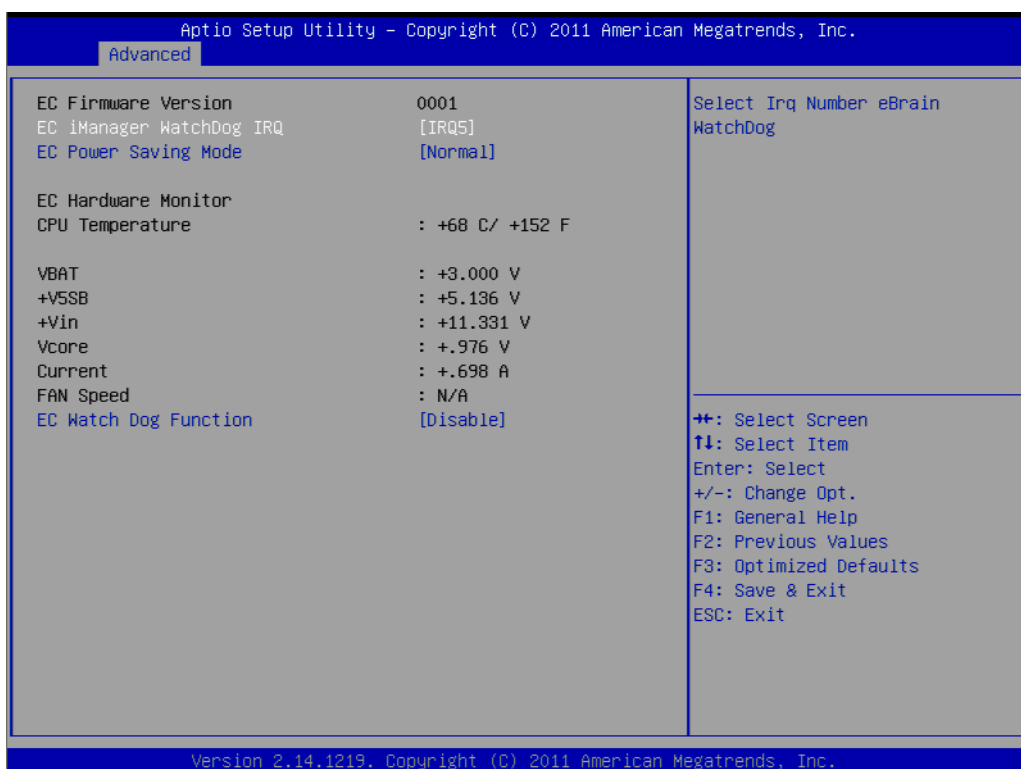 Aptio Setup Utility – Copyright (C) 2011 American Megatrends, Inc.
Advanced
EC Firmware Version 0001
EC iManager WatchDog IRQ [IRQ5]
EC Power Saving Mode [Normal]
EC Hardware Monitor
CPU Temperature : +68 C/ +152 F
VBAT : +3.000 V
+V5SB : +5.136 V
+Vin : +11.331 V
Vcore : +.976 V
Current : +.698 A
FAN Speed : N/A
EC Watch Dog Function [Disable]
Select Irq Number eBrain
WatchDog
→←: Select Screen
↑↓: Select Item
Enter: Select
+/-: Change Opt.
F1: General Help
F2: Previous Values
F3: Optimized Defaults
F4: Save & Exit
ESC: Exit
Version 2.14.1219. Copyright (C) 2011 American Megatrends, Inc.